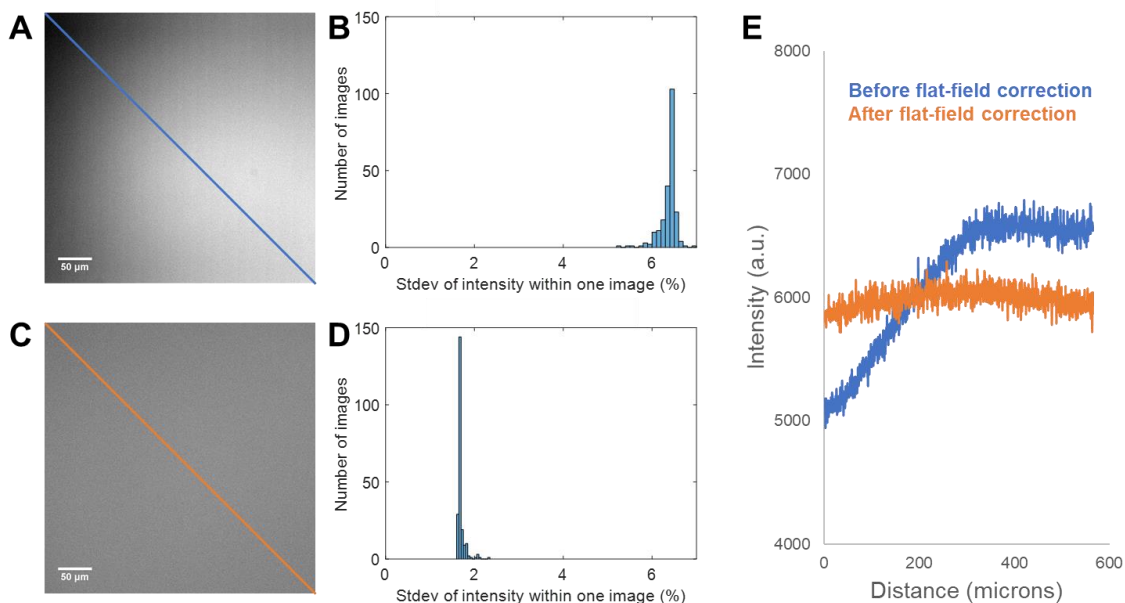 A
50 μm
B
150
100
50
0
Number of images
0 2 4 6
Stdev of intensity within one image (%)
C
50 μm
D
150
100
50
0
Number of images
0 2 4 6
Stdev of intensity within one image (%)
E
8000
7000
6000
5000
4000
Intensity (a.u.)
Before flat-field correction
After flat-field correction
0 200 400 600
Distance (microns)